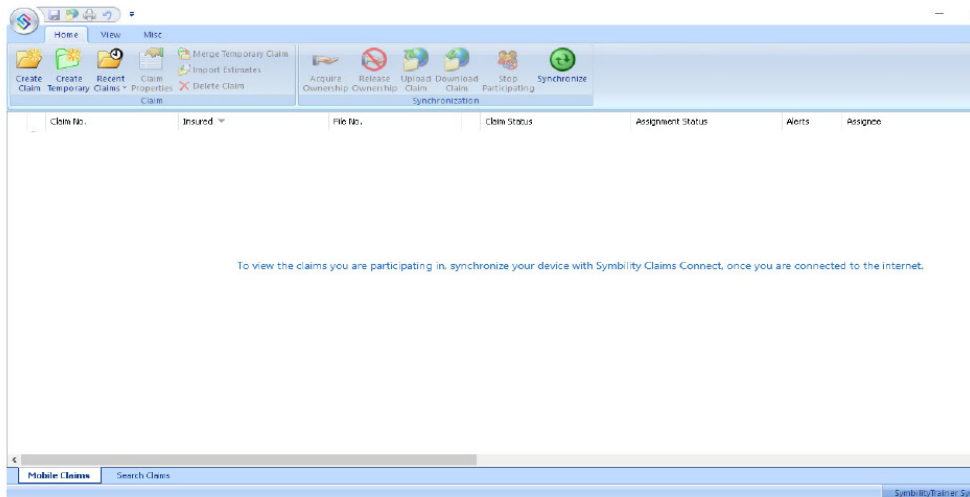 Home View Misc
Create Claim
Create Temporary
Recent Claims
Claim Properties
Merge Temporary Claim
Import Estimates
Delete Claim
Claim
Acquire Ownership
Release Ownership
Upload Claim
Download Claim
Stop Participating
Synchronize
Synchronization
Claim No. Insured File No. Claim Status Assignment Status Alerts Assignee
To view the claims you are participating in, synchronize your device with Symbility Claims Connect, once you are connected to the internet.
Mobile Claims Search Claims
SymbilityTrainer